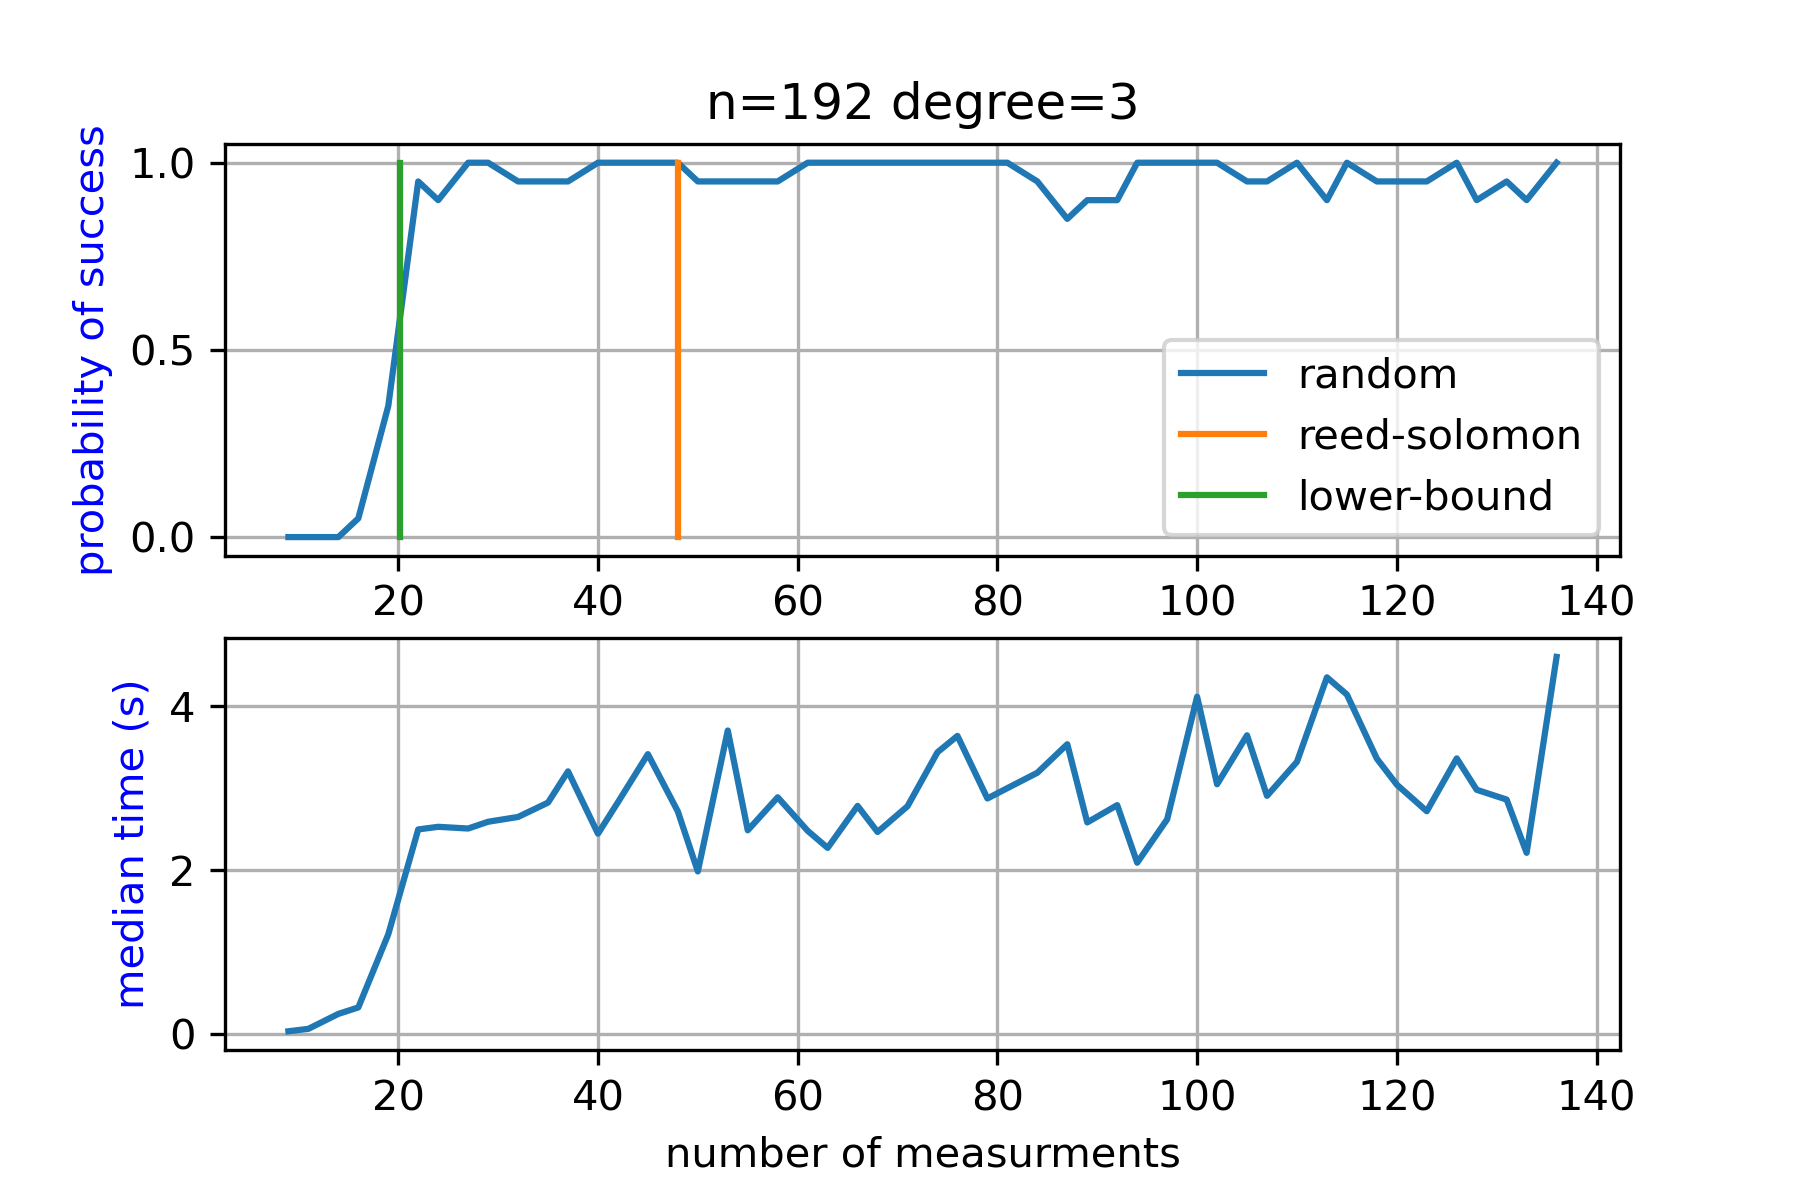 n=192 degree=3
probability of success
1.0
0.5
0.0
random
reed-solomon
lower-bound
20 40 60 80 100 120 140
median time (s)
4
2
0
20 40 60 80 100 120 140
number of measurments